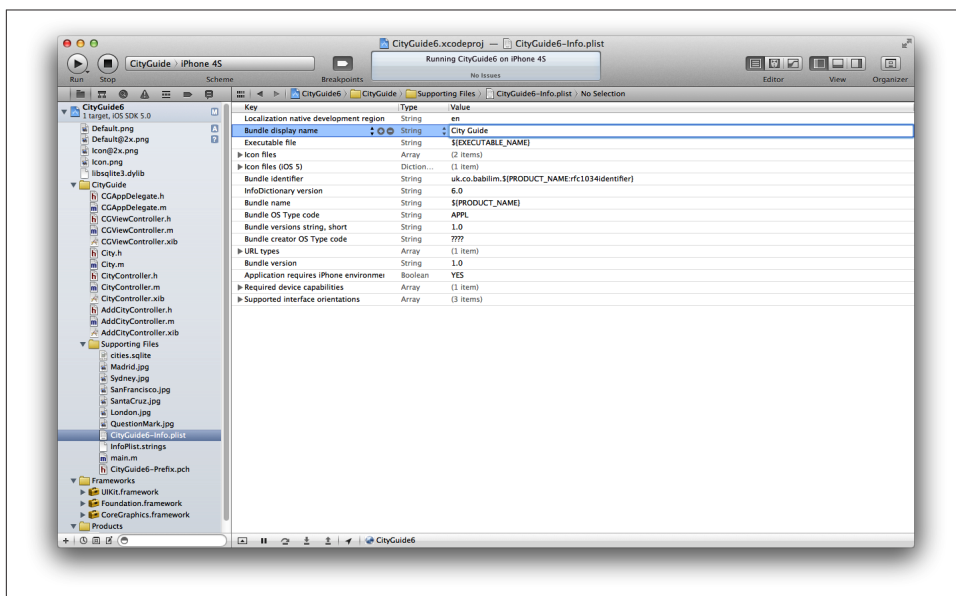 CityGuide6.xcodeproj — CityGuide6-Info.plist
CityGuide › iPhone 4S
Running CityGuide6 on iPhone 4S
No Issues
Run Stop Scheme Breakpoints Editor View Organizer
CityGuide6 › CityGuide › Supporting Files › CityGuide6-Info.plist › No Selection
CityGuide6 M
1 target, iOS SDK 5.0
Default.png A
Default@2x.png ?
Icon@2x.png
Icon.png
libsqlite3.dylib
CityGuide
h CGAppDelegate.h
m CGAppDelegate.m
h CGViewController.h
m CGViewController.m
CGViewController.xib
h City.h
m City.m
h CityController.h
m CityController.m
CityController.xib
h AddCityController.h
m AddCityController.m
AddCityController.xib
Supporting Files
cities.sqlite
Madrid.jpg
Sydney.jpg
SanFrancisco.jpg
SantaCruz.jpg
London.jpg
QuestionMark.jpg
CityGuide6-Info.plist
InfoPlist.strings
m main.m
h CityGuide6-Prefix.pch
Frameworks
UIKit.framework
Foundation.framework
CoreGraphics.framework
Products
Key Type Value
Localization native development region String en
Bundle display name String City Guide
Executable file String ${EXECUTABLE_NAME}
Icon files Array (2 items)
Icon files (iOS 5) Diction... (1 item)
Bundle identifier String uk.co.babilim.${PRODUCT_NAME:rfc1034identifier}
InfoDictionary version String 6.0
Bundle name String ${PRODUCT_NAME}
Bundle OS Type code String APPL
Bundle versions string, short String 1.0
Bundle creator OS Type code String ????
URL types Array (1 item)
Bundle version String 1.0
Application requires iPhone environmei Boolean YES
Required device capabilities Array (1 item)
Supported interface orientations Array (3 items)
CityGuide6